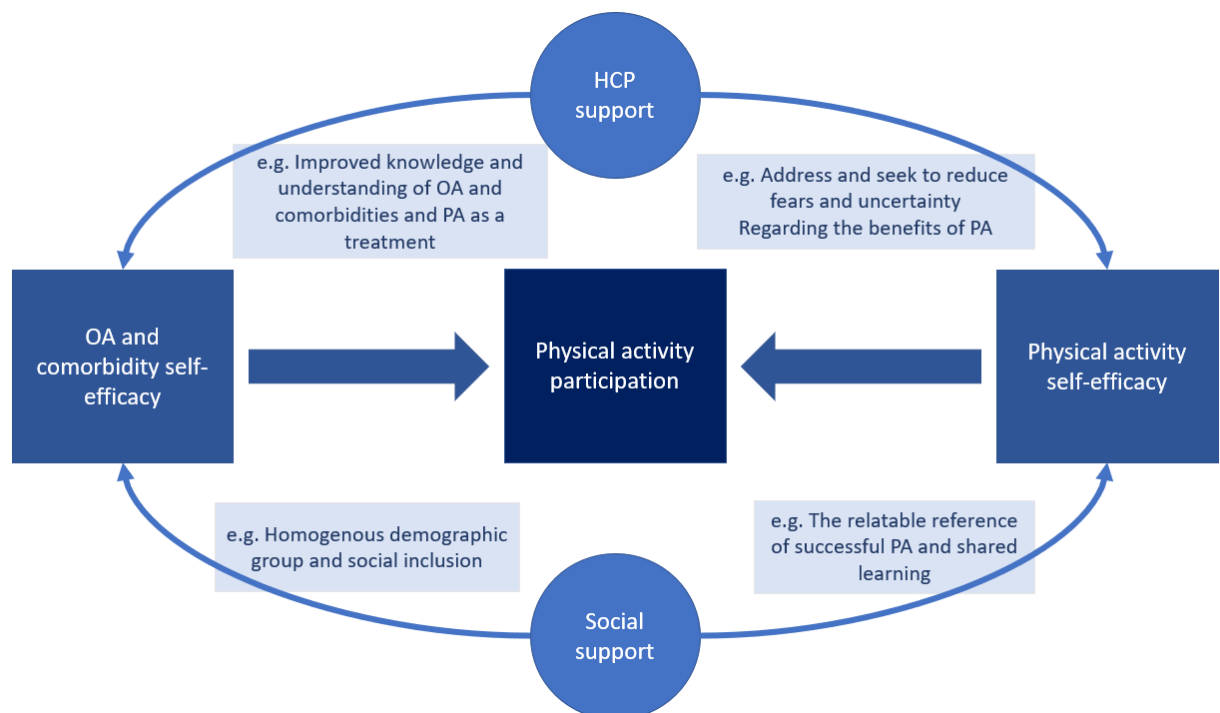 HCP
support
e.g. Improved knowledge and
understanding of OA and
comorbidities and PA as a
treatment
e.g. Address and seek to reduce
fears and uncertainty
Regarding the benefits of PA
OA and
comorbidity self-
efficacy
Physical activity
participation
Physical activity
self-efficacy
e.g. Homogenous demographic
group and social inclusion
e.g. The relatable reference
of successful PA and shared
learning
Social
support